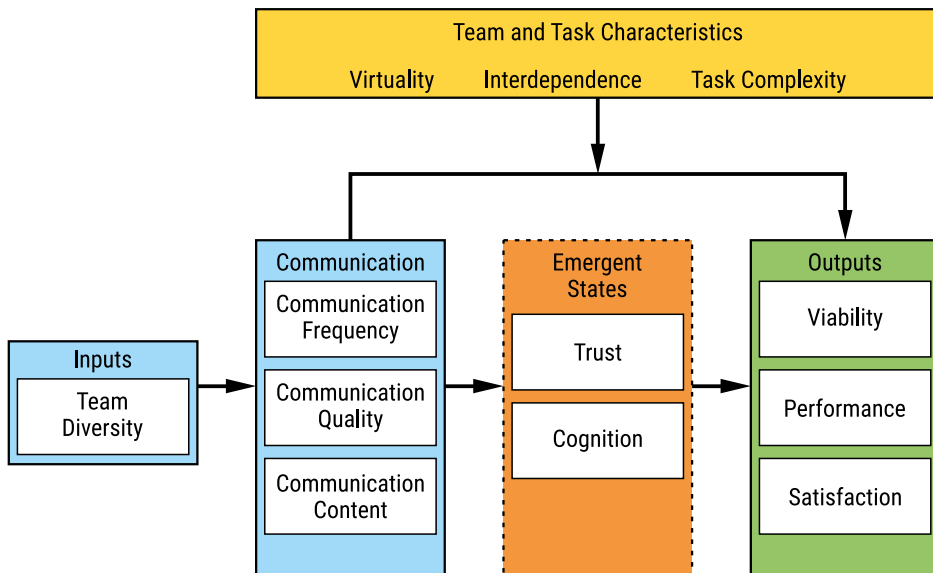 Team and Task Characteristics
Virtuality Interdependence Task Complexity
Inputs
Team
Diversity
Communication
Communication
Frequency
Communication
Quality
Communication
Content
Emergent
States
Trust
Cognition
Outputs
Viability
Performance
Satisfaction